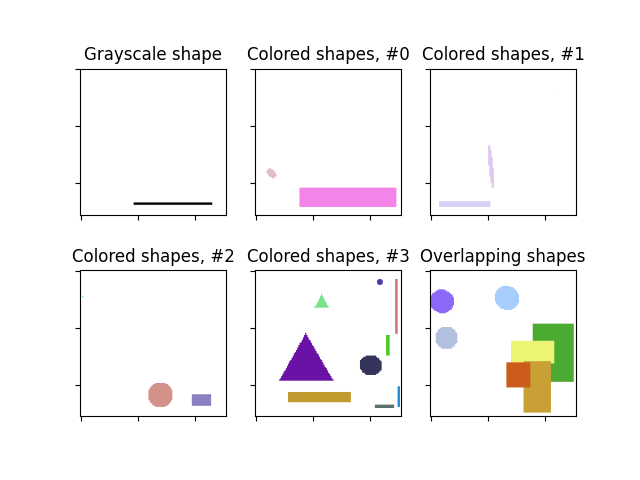 Grayscale shape
Colored shapes, #0
Colored shapes, #1
Colored shapes, #2
Colored shapes, #3
Overlapping shapes